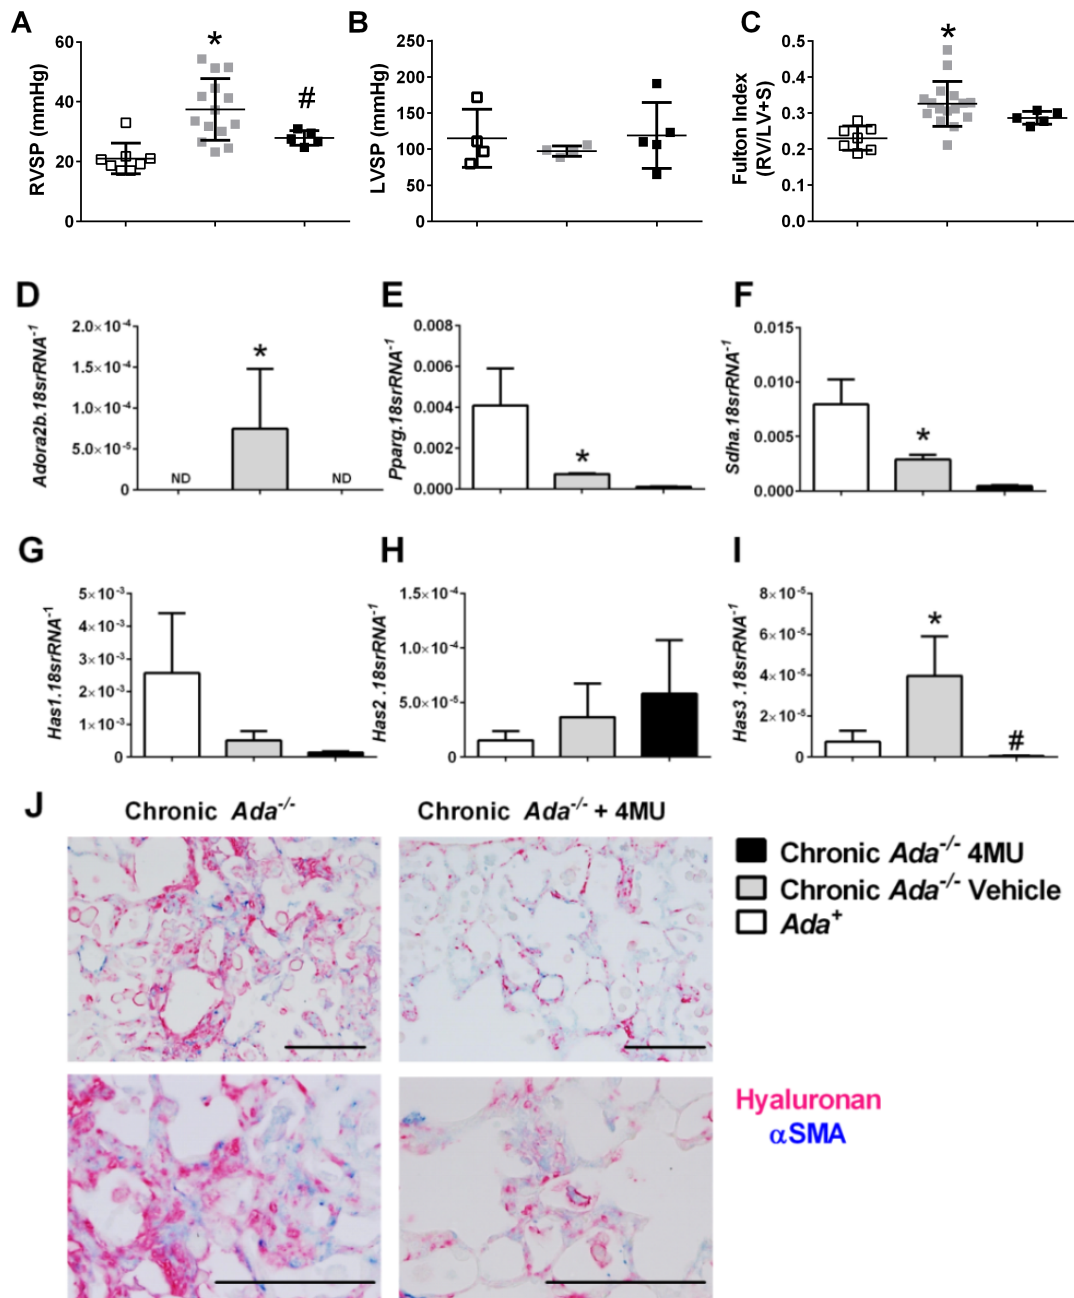 A
B
C
RVSP (mmHg)
60
40
20
0
*
#
LVSP (mmHg)
250
200
150
100
50
0
Fulton Index
(RV/LV+S)
0.5
0.4
0.3
0.2
0.1
0.0
*
D
E
F
Adora2b.18srRNA⁻¹
2.0×10⁻⁴
1.5×10⁻⁴
1.0×10⁻⁴
5.0×10⁻⁵
0
ND
*
ND
Pparg.18srRNA⁻¹
0.008
0.006
0.004
0.002
0.000
*
Sdha.18srRNA⁻¹
0.015
0.010
0.005
0.000
*
G
H
I
Has1.18srRNA⁻¹
5×10⁻³
4×10⁻³
3×10⁻³
2×10⁻³
1×10⁻³
0
Has2 .18srRNA⁻¹
1.5×10⁻⁴
1.0×10⁻⁴
5.0×10⁻⁵
0
Has3 .18srRNA⁻¹
8×10⁻⁵
6×10⁻⁵
4×10⁻⁵
2×10⁻⁵
0
*
#
J
Chronic Ada⁻/⁻
Chronic Ada⁻/⁻ + 4MU
Chronic Ada⁻/⁻ 4MU
Chronic Ada⁻/⁻ Vehicle
Ada⁺
Hyaluronan
αSMA